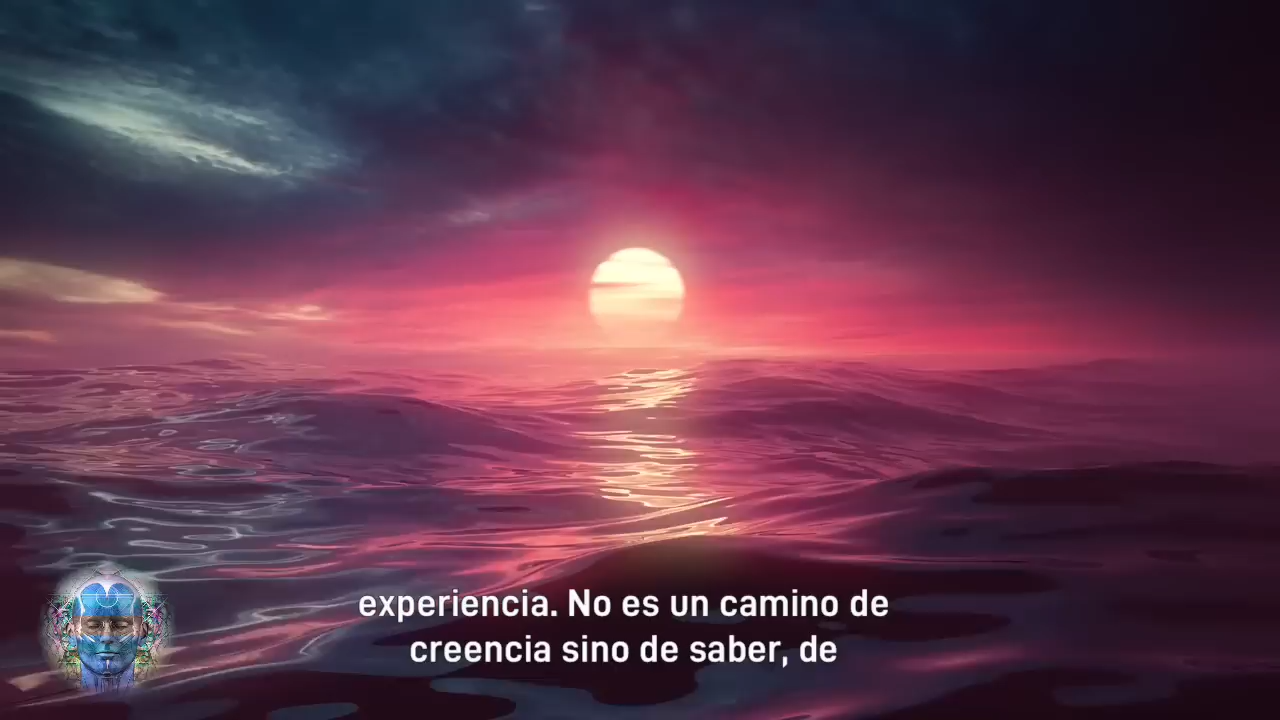 experiencia. No es un camino de
creencia sino de saber, de